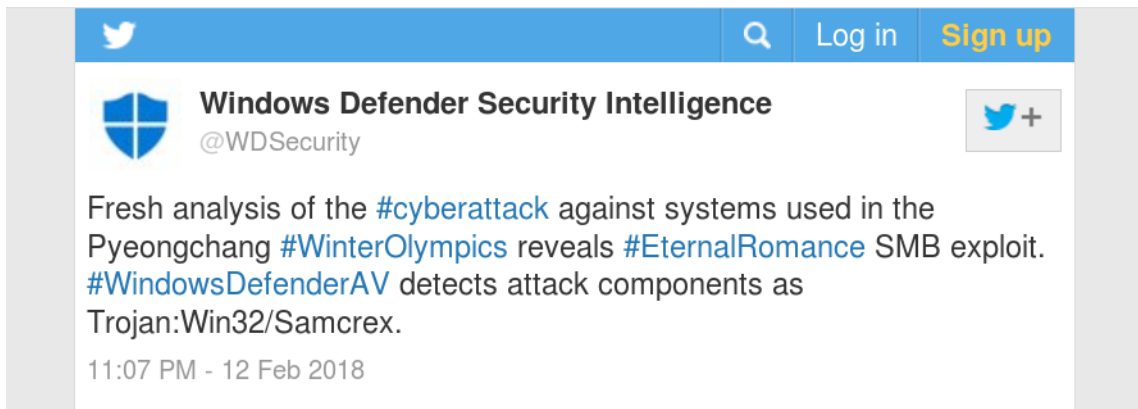 Log in Sign up
Windows Defender Security Intelligence
@WDSecurity
+
Fresh analysis of the #cyberattack against systems used in the
Pyeongchang #WinterOlympics reveals #EternalRomance SMB exploit.
#WindowsDefenderAV detects attack components as
Trojan:Win32/Samcrex.
11:07 PM - 12 Feb 2018